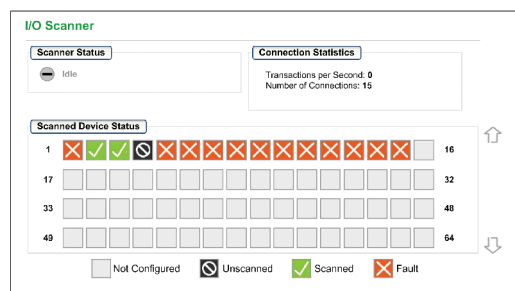 I/O Scanner
Scanner Status
Idle
Connection Statistics
Transactions per Second: 0
Number of Connections: 15
Scanned Device Status
1 16
17 32
33 48
49 64
Not Configured Unscanned Scanned Fault